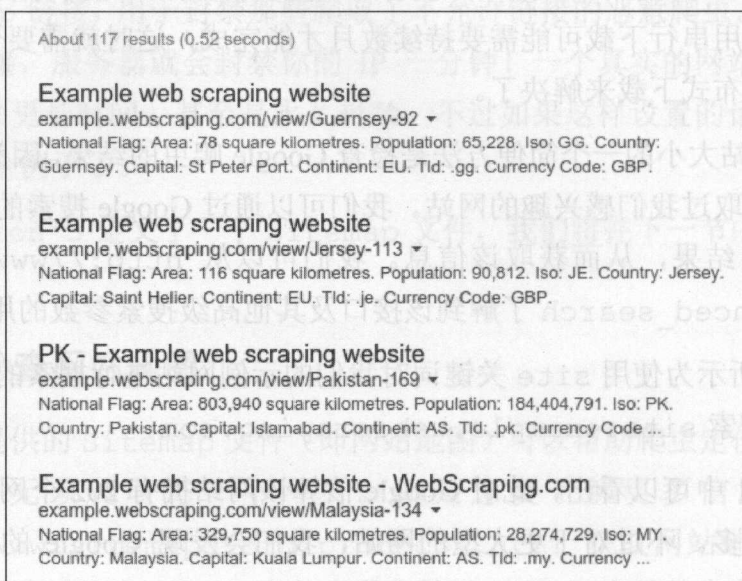 About 117 results (0.52 seconds)
Example web scraping website
example.webscraping.com/view/Guernsey-92
National Flag: Area: 78 square kilometres. Population: 65,228. Iso: GG. Country:
Guernsey. Capital: St Peter Port. Continent: EU. Tld: .gg. Currency Code: GBP.
Example web scraping website
example.webscraping.com/view/Jersey-113
National Flag: Area: 116 square kilometres. Population: 90,812. Iso: JE. Country: Jersey.
Capital: Saint Helier. Continent: EU. Tld: .je. Currency Code: GBP.
PK - Example web scraping website
example.webscraping.com/view/Pakistan-169
National Flag: Area: 803,940 square kilometres. Population: 184,404,791. Iso: PK.
Country: Pakistan. Capital: Islamabad. Continent: AS. Tld: .pk. Currency Code ...
Example web scraping website - WebScraping.com
example.webscraping.com/view/Malaysia-134
National Flag: Area: 329,750 square kilometres. Population: 28,274,729. Iso: MY.
Country: Malaysia. Capital: Kuala Lumpur. Continent: AS. Tld: .my. Currency ...